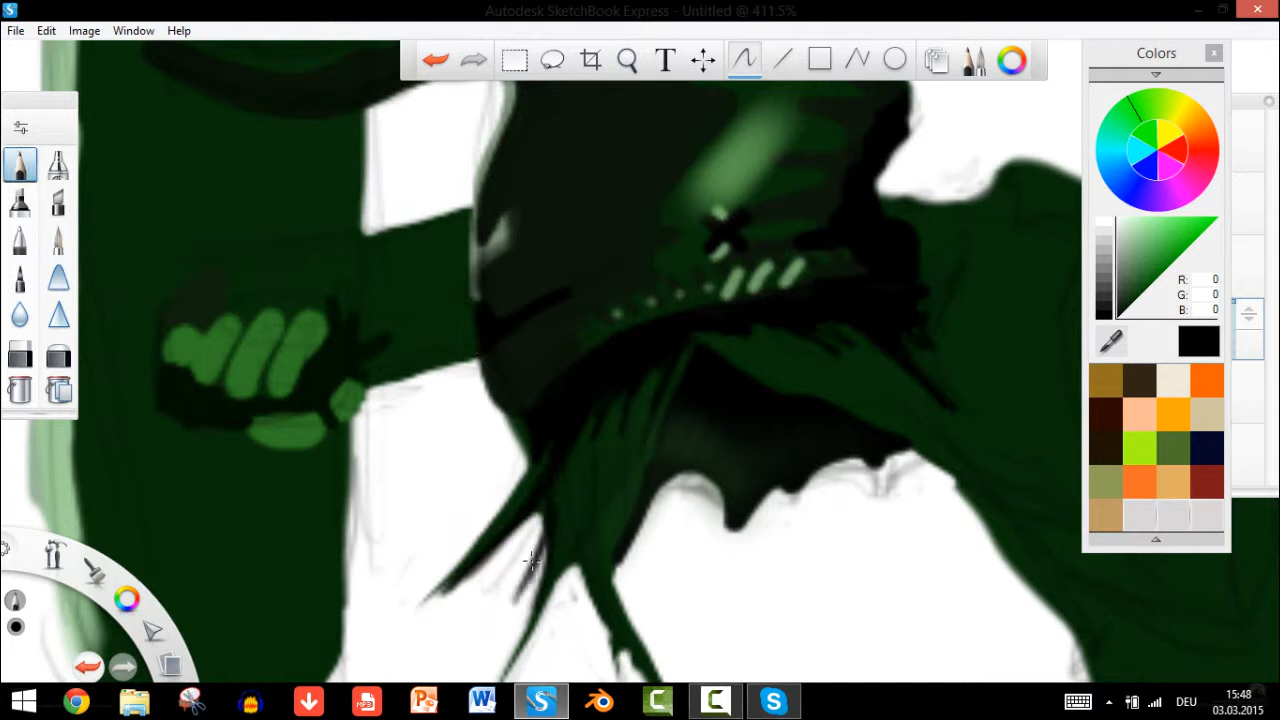 Autodesk SketchBook Express - Untitled @ 411.5%
File Edit Image Window Help
T
Colors
R: 0
G: 0
B: 0
DEU
15:48
03.03.2015